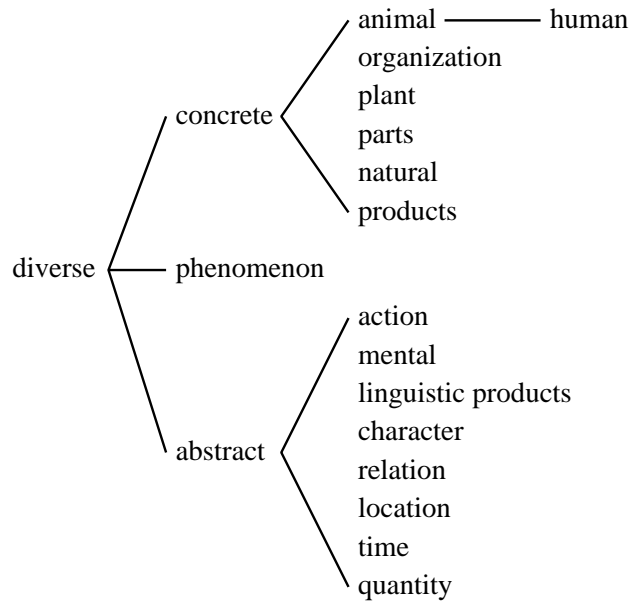 animal human
organization
plant
concrete
parts
natural
products
diverse
phenomenon
action
mental
linguistic products
character
abstract
relation
location
time
quantity